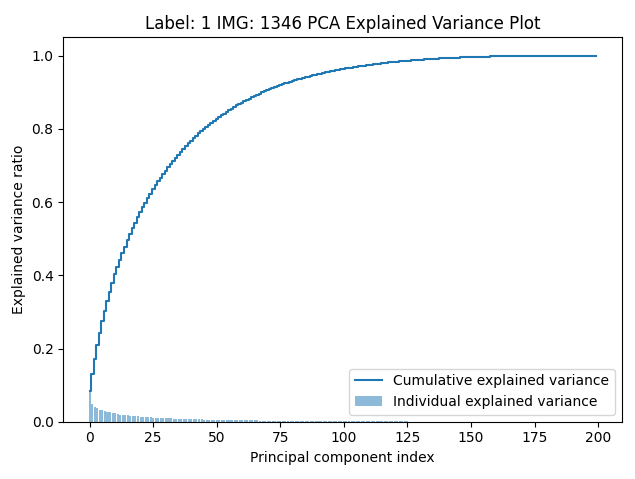 Label: 1 IMG: 1346 PCA Explained Variance Plot
Explained variance ratio
1.0
0.8
0.6
0.4
0.2
0.0
Cumulative explained variance
Individual explained variance
0 25 50 75 100 125 150 175 200
Principal component index